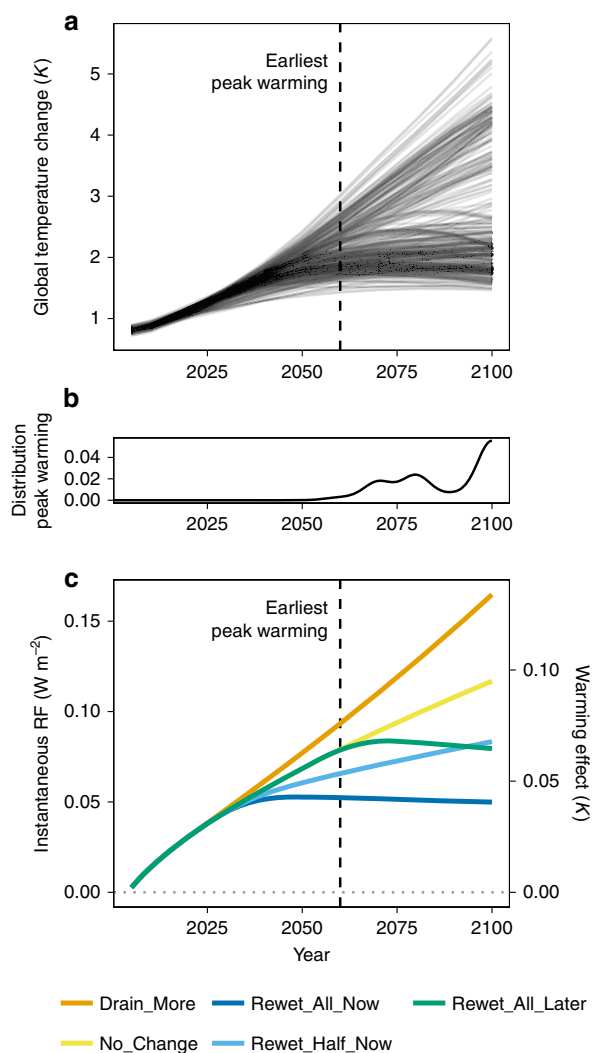 a
Global temperature change (K)
5
4
3
2
1
Earliest
peak warming
2025
2050
2075
2100
b
Distribution
peak warming
0.04
0.02
0.00
2025
2050
2075
2100
c
Instantaneous RF (W m⁻²)
0.15
0.10
0.05
0.00
Earliest
peak warming
0.10
0.05
0.00
Warming effect (K)
2025
2050
2075
2100
Year
Drain_More
Rewet_All_Now
Rewet_All_Later
No_Change
Rewet_Half_Now